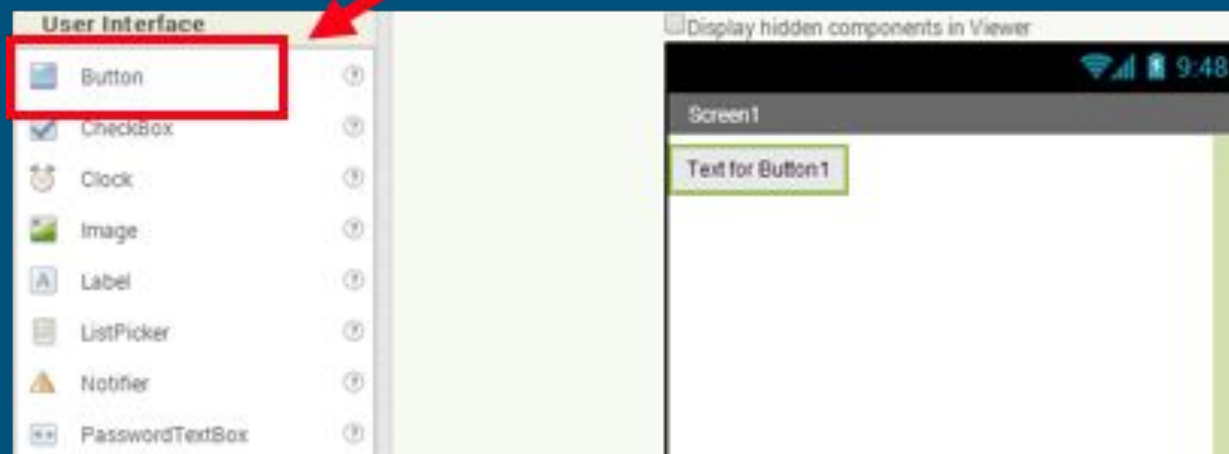 User Interface
Button
CheckBox
Clock
Image
Label
ListPicker
Notifier
PasswordTextBox
Display hidden components in Viewer
9:48
Screen1
Text for Button1